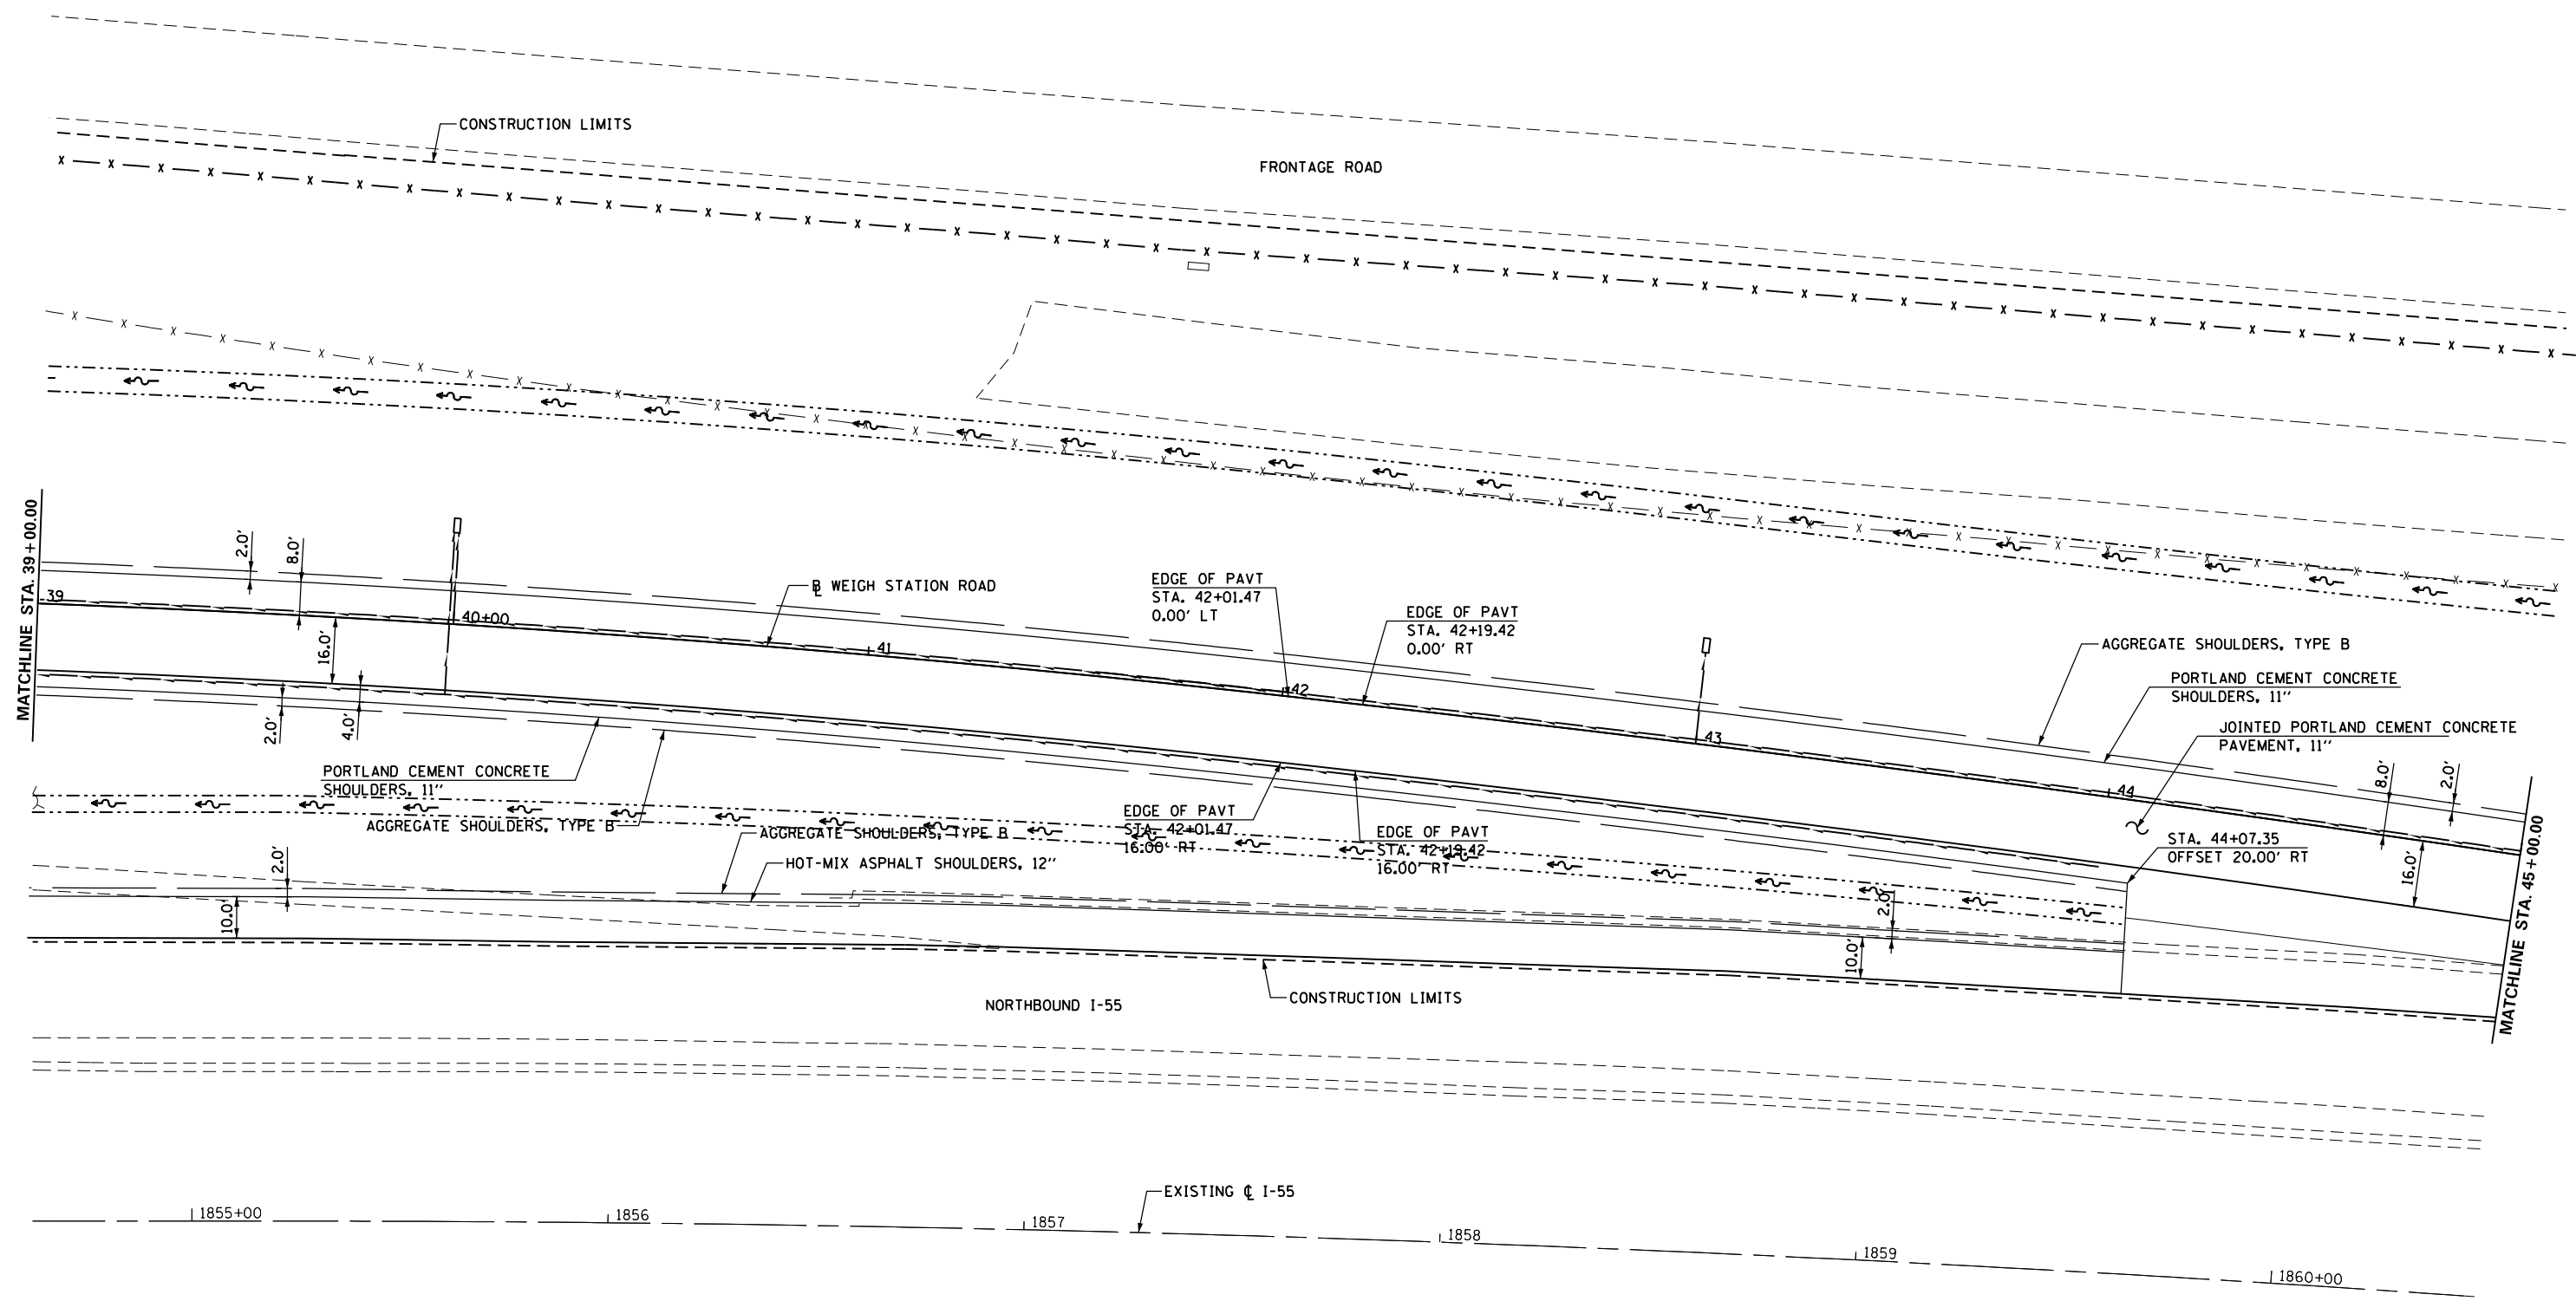 CONSTRUCTION LIMITS
FRONTAGE ROAD
MATCHLINE STA. 39+00.00
2.0'
8.0'
39
16.0'
2.0'
4.0'
40+00
℄ WEIGH STATION ROAD
41
EDGE OF PAVT
STA. 42+01.47
0.00' LT
42
EDGE OF PAVT
STA. 42+19.42
0.00' RT
43
AGGREGATE SHOULDERS, TYPE B
PORTLAND CEMENT CONCRETE
SHOULDERS, 11"
JOINTED PORTLAND CEMENT CONCRETE
PAVEMENT, 11"
8.0'
2.0'
44
STA. 44+07.35
OFFSET 20.00' RT
16.0'
MATCHLINE STA. 45+00.00
PORTLAND CEMENT CONCRETE
SHOULDERS, 11"
AGGREGATE SHOULDERS, TYPE B
AGGREGATE SHOULDERS, TYPE B
HOT-MIX ASPHALT SHOULDERS, 12"
EDGE OF PAVT
STA. 42+01.47
16.00' RT
EDGE OF PAVT
STA. 42+19.42
16.00' RT
2.0'
10.0'
2.0'
10.0'
CONSTRUCTION LIMITS
NORTHBOUND I-55
EXISTING ℄ I-55
1855+00
1856
1857
1858
1859
1860+00